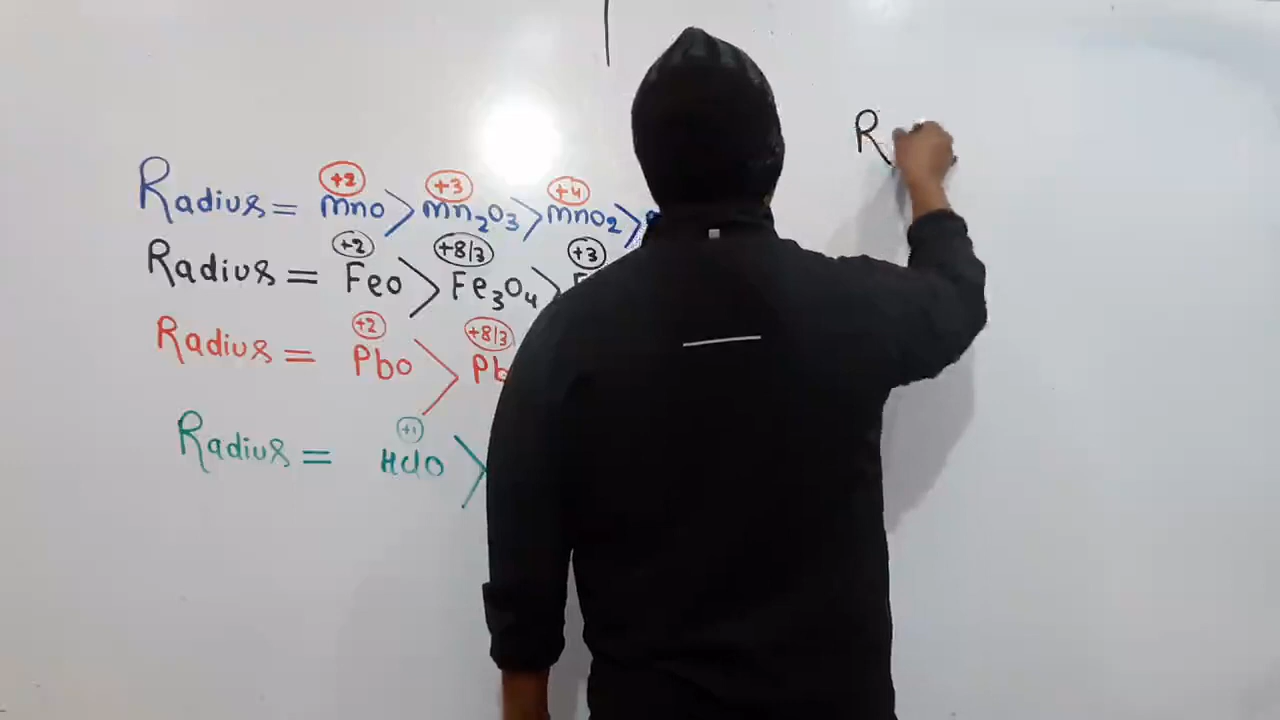 +2 +3 +4
Radius = mno > mn2O3 > mnO2 >
+2 +8/3 +3
Radius = Feo > Fe3O4 >
+2 +8/3
Radius = Pbo > Pb
+1
Radius = HclO >
R